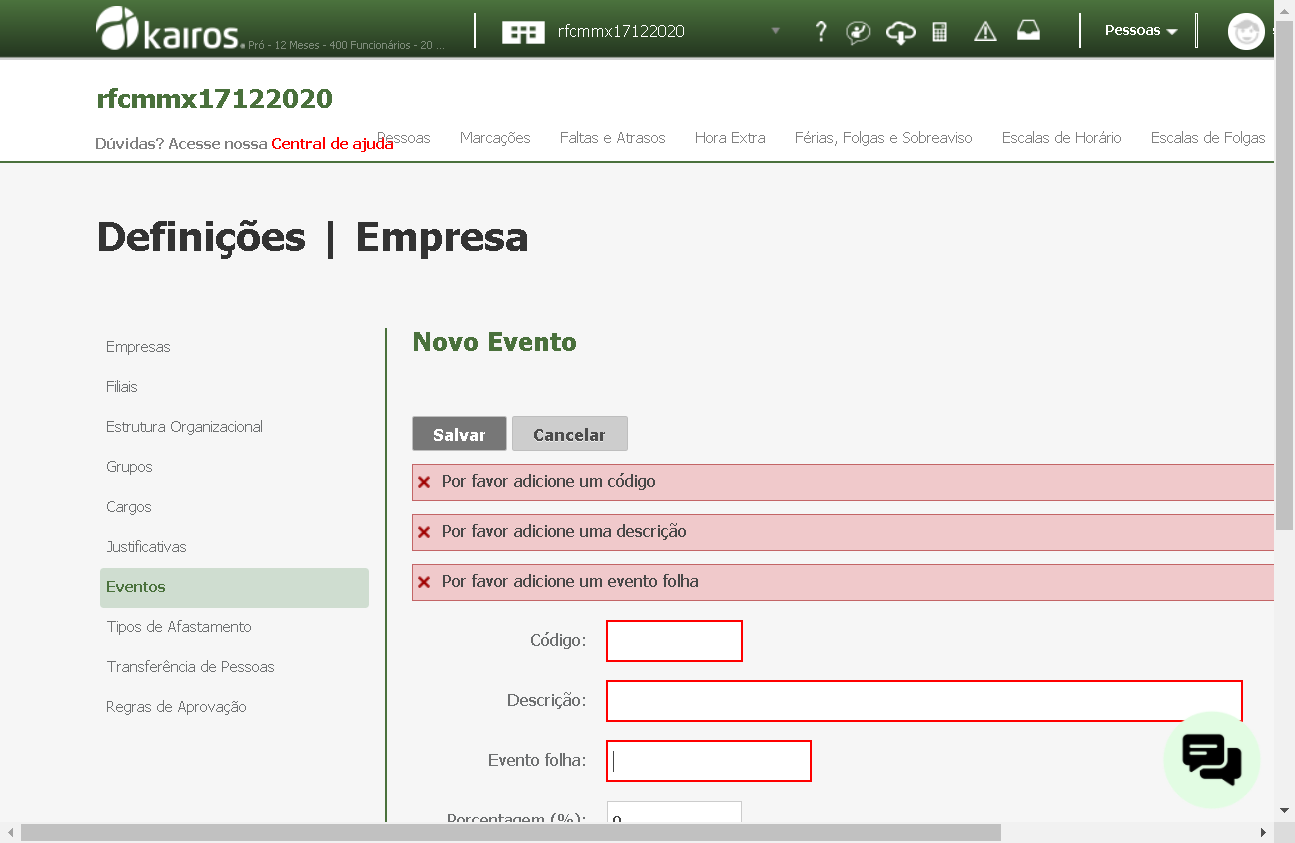 kairos. Pró - 12 Meses - 400 Funcionários - 20 ...
rfcmmx17122020
?
Pessoas
rfcmmx17122020
Dúvidas? Acesse nossa Central de ajuda
Pessoas Marcações Faltas e Atrasos Hora Extra Férias, Folgas e Sobreaviso Escalas de Horário Escalas de Folgas
Definições | Empresa
Empresas
Filiais
Estrutura Organizacional
Grupos
Cargos
Justificativas
Eventos
Tipos de Afastamento
Transferência de Pessoas
Regras de Aprovação
Novo Evento
Salvar Cancelar
Por favor adicione um código
Por favor adicione uma descrição
Por favor adicione um evento folha
Código:
Descrição:
Evento folha:
Porcentagem (%): 0